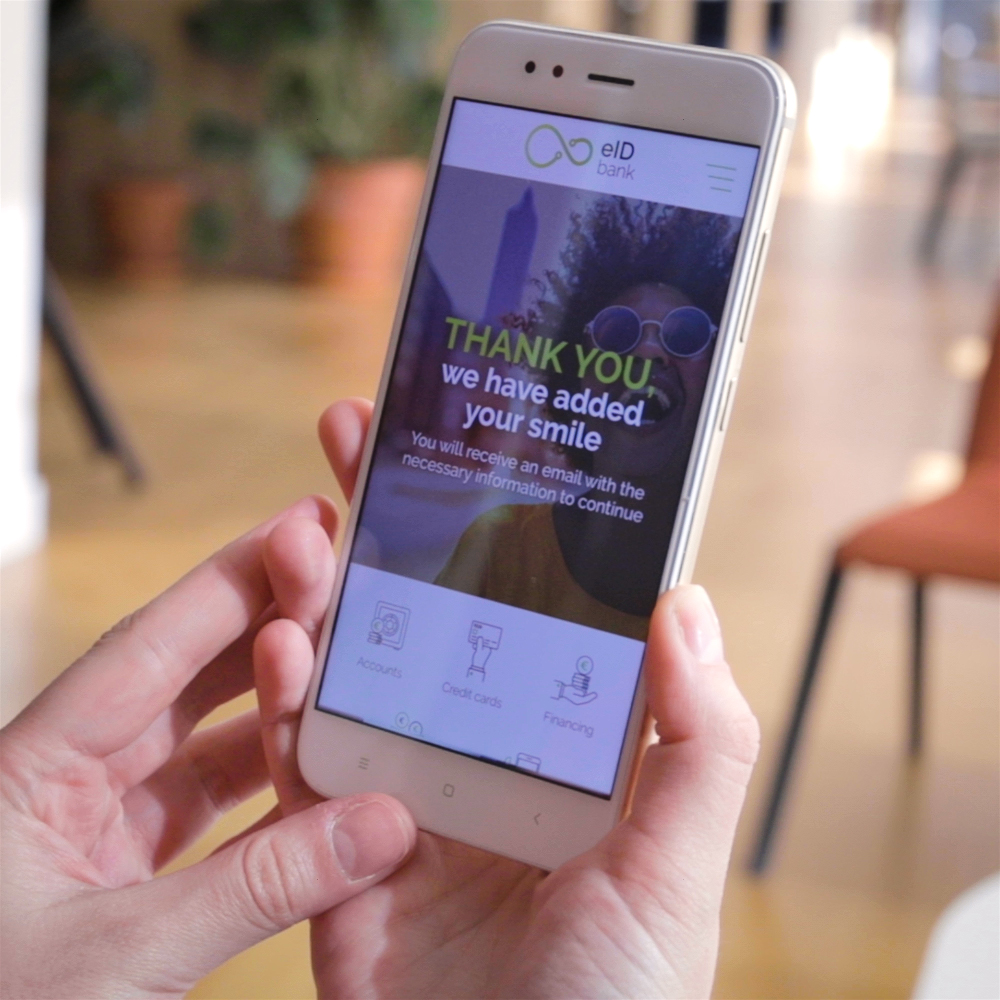 eID
bank
THANK YOU,
we have added
your smile
You will receive an email with the
necessary information to continue
Accounts
Credit cards
Financing